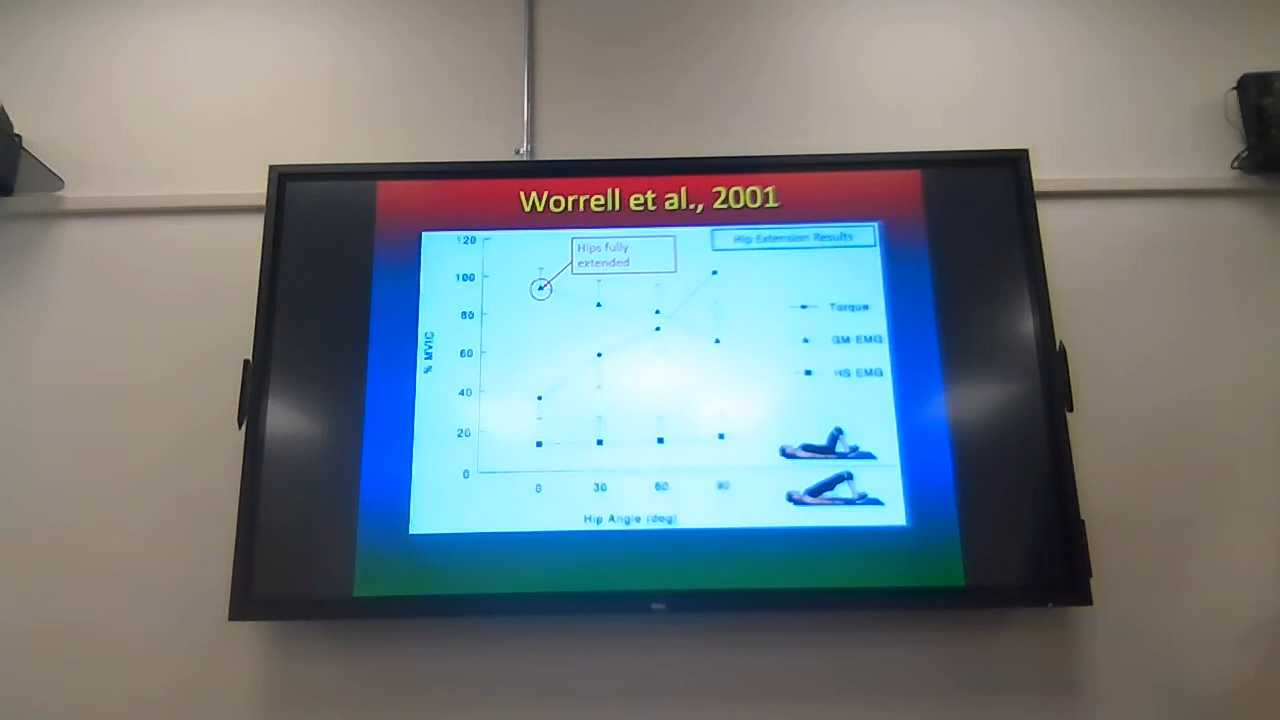 Worrell et al., 2001
Hip Extension Results
Hips fully
extended
120
100
80
60
40
20
0
% MVIC
0 30 60 90
Hip Angle (deg)
Torque
GM EMG
HS EMG